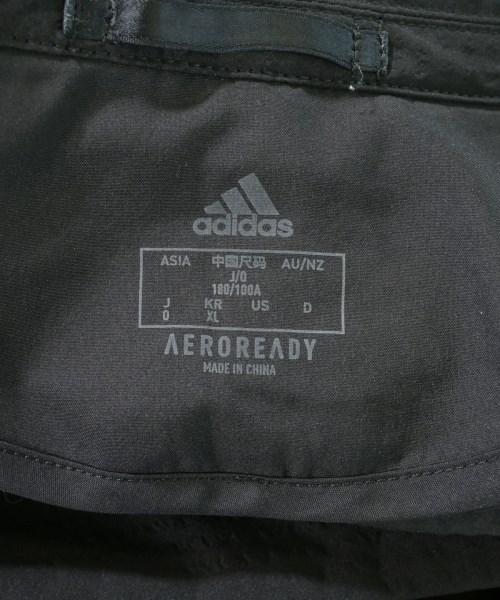 adidas
ASIA 中国尺码 AU/NZ
J/O
180/100A
J KR US D
O XL
AEROREADY
MADE IN CHINA